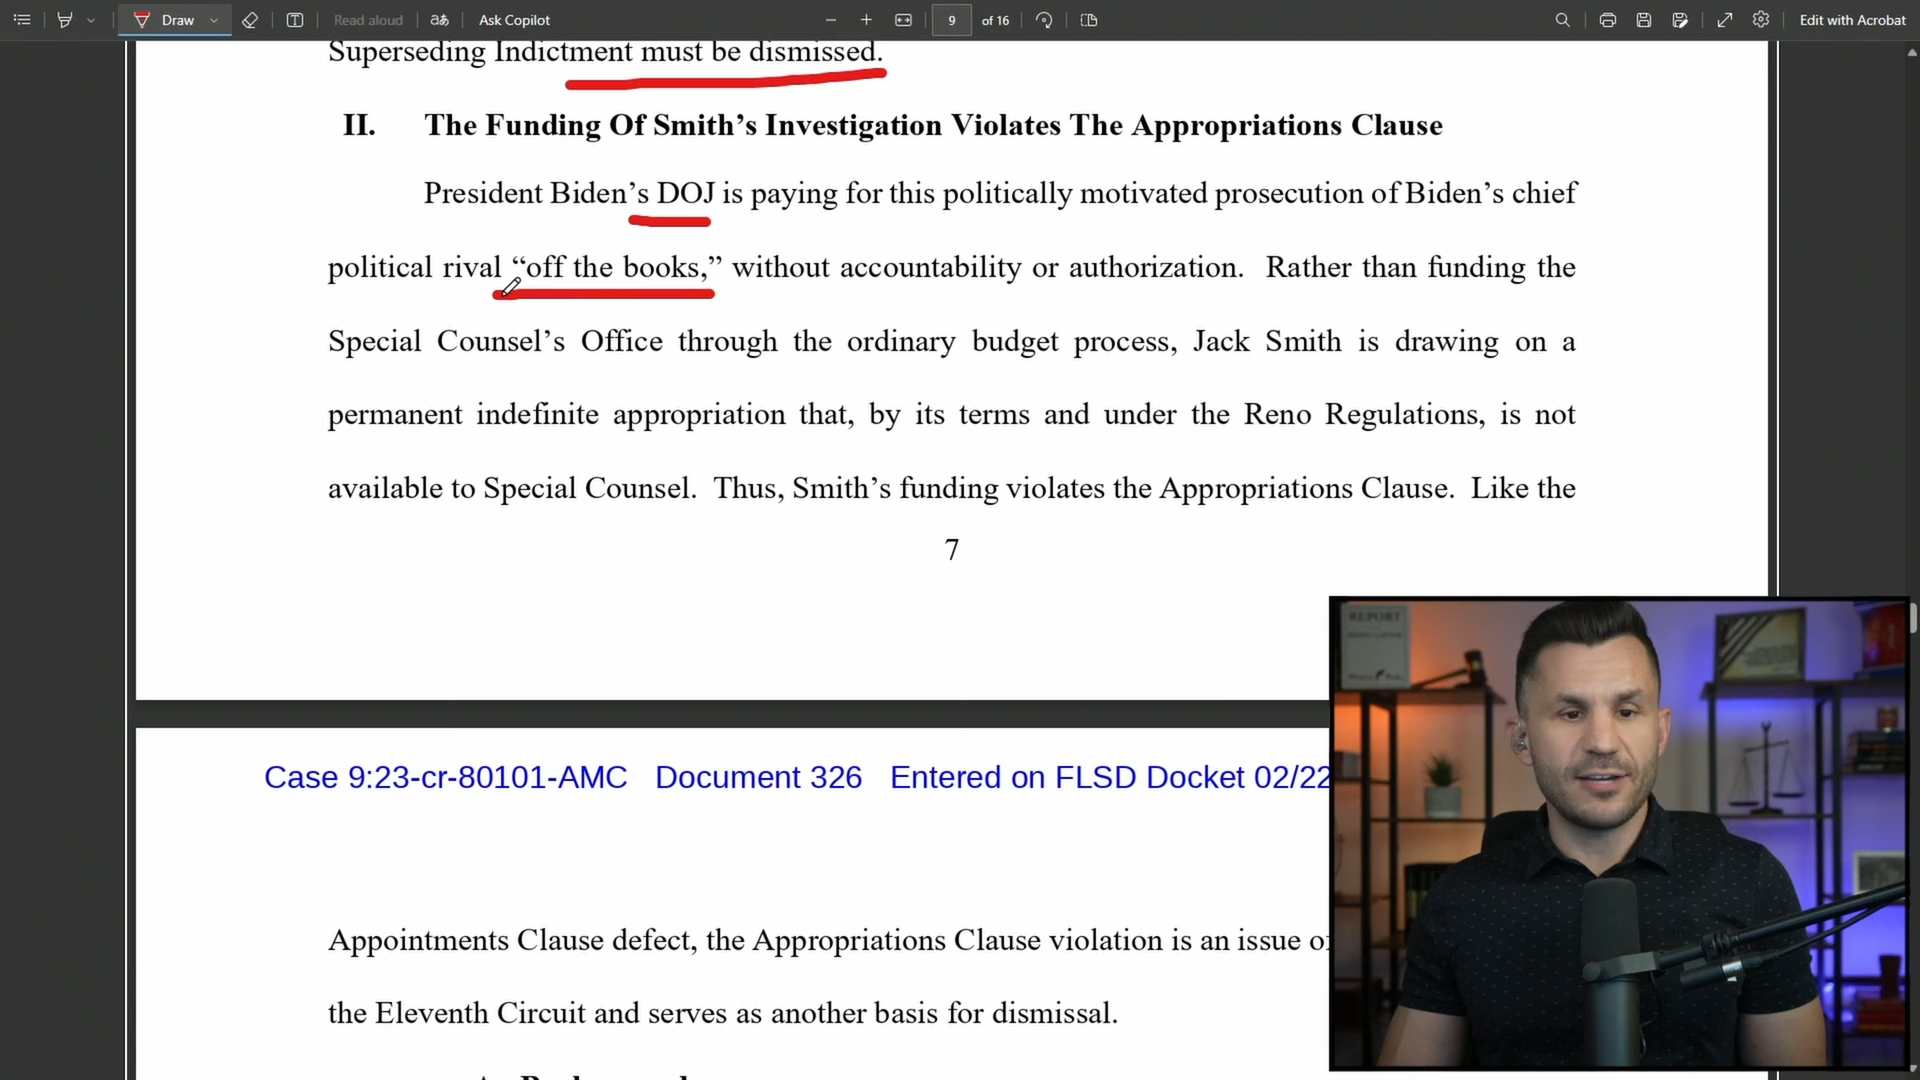 Draw
Read aloud
aあ
Ask Copilot
9
of 16
Edit with Acrobat
Superseding Indictment must be dismissed.
II. The Funding Of Smith’s Investigation Violates The Appropriations Clause
President Biden’s DOJ is paying for this politically motivated prosecution of Biden’s chief
political rival “off the books,” without accountability or authorization. Rather than funding the
Special Counsel’s Office through the ordinary budget process, Jack Smith is drawing on a
permanent indefinite appropriation that, by its terms and under the Reno Regulations, is not
available to Special Counsel. Thus, Smith’s funding violates the Appropriations Clause. Like the
7
REPORT
Case 9:23-cr-80101-AMC Document 326 Entered on FLSD Docket 02/22
Appointments Clause defect, the Appropriations Clause violation is an issue
the Eleventh Circuit and serves as another basis for dismissal.